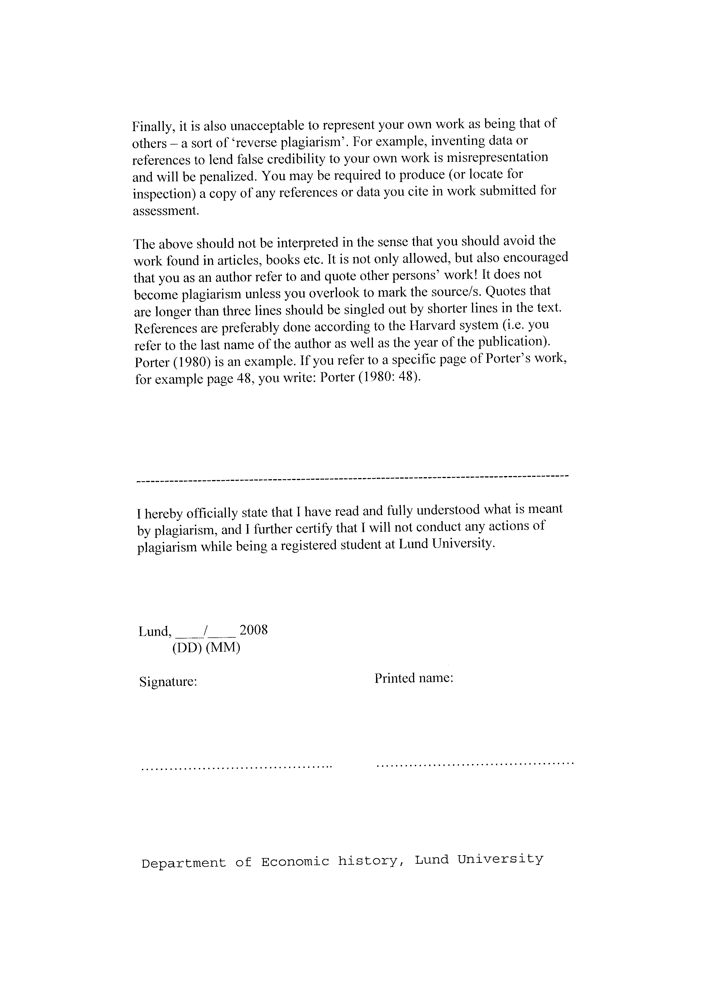 Finally, it is also unacceptable to represent your own work as being that of
others – a sort of ‘reverse plagiarism’. For example, inventing data or
references to lend false credibility to your own work is misrepresentation
and will be penalized. You may be required to produce (or locate for
inspection) a copy of any references or data you cite in work submitted for
assessment.
The above should not be interpreted in the sense that you should avoid the
work found in articles, books etc. It is not only allowed, but also encouraged
that you as an author refer to and quote other persons’ work! It does not
become plagiarism unless you overlook to mark the source/s. Quotes that
are longer than three lines should be singled out by shorter lines in the text.
References are preferably done according to the Harvard system (i.e. you
refer to the last name of the author as well as the year of the publication).
Porter (1980) is an example. If you refer to a specific page of Porter’s work,
for example page 48, you write: Porter (1980: 48).
I hereby officially state that I have read and fully understood what is meant
by plagiarism, and I further certify that I will not conduct any actions of
plagiarism while being a registered student at Lund University.
Lund, ____/____ 2008
(DD) (MM)
Signature: Printed name:
Department of Economic history, Lund University